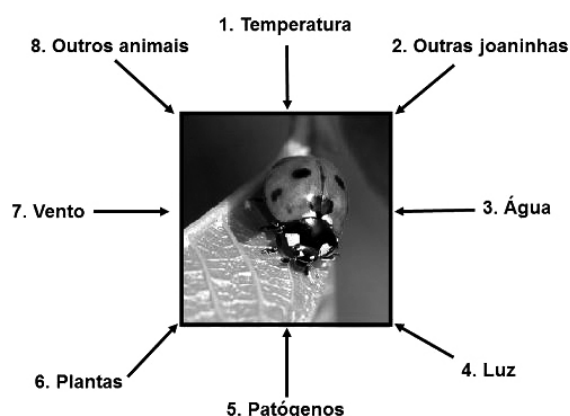 1. Temperatura
2. Outras joaninhas
3. Água
4. Luz
5. Patógenos
6. Plantas
7. Vento
8. Outros animais